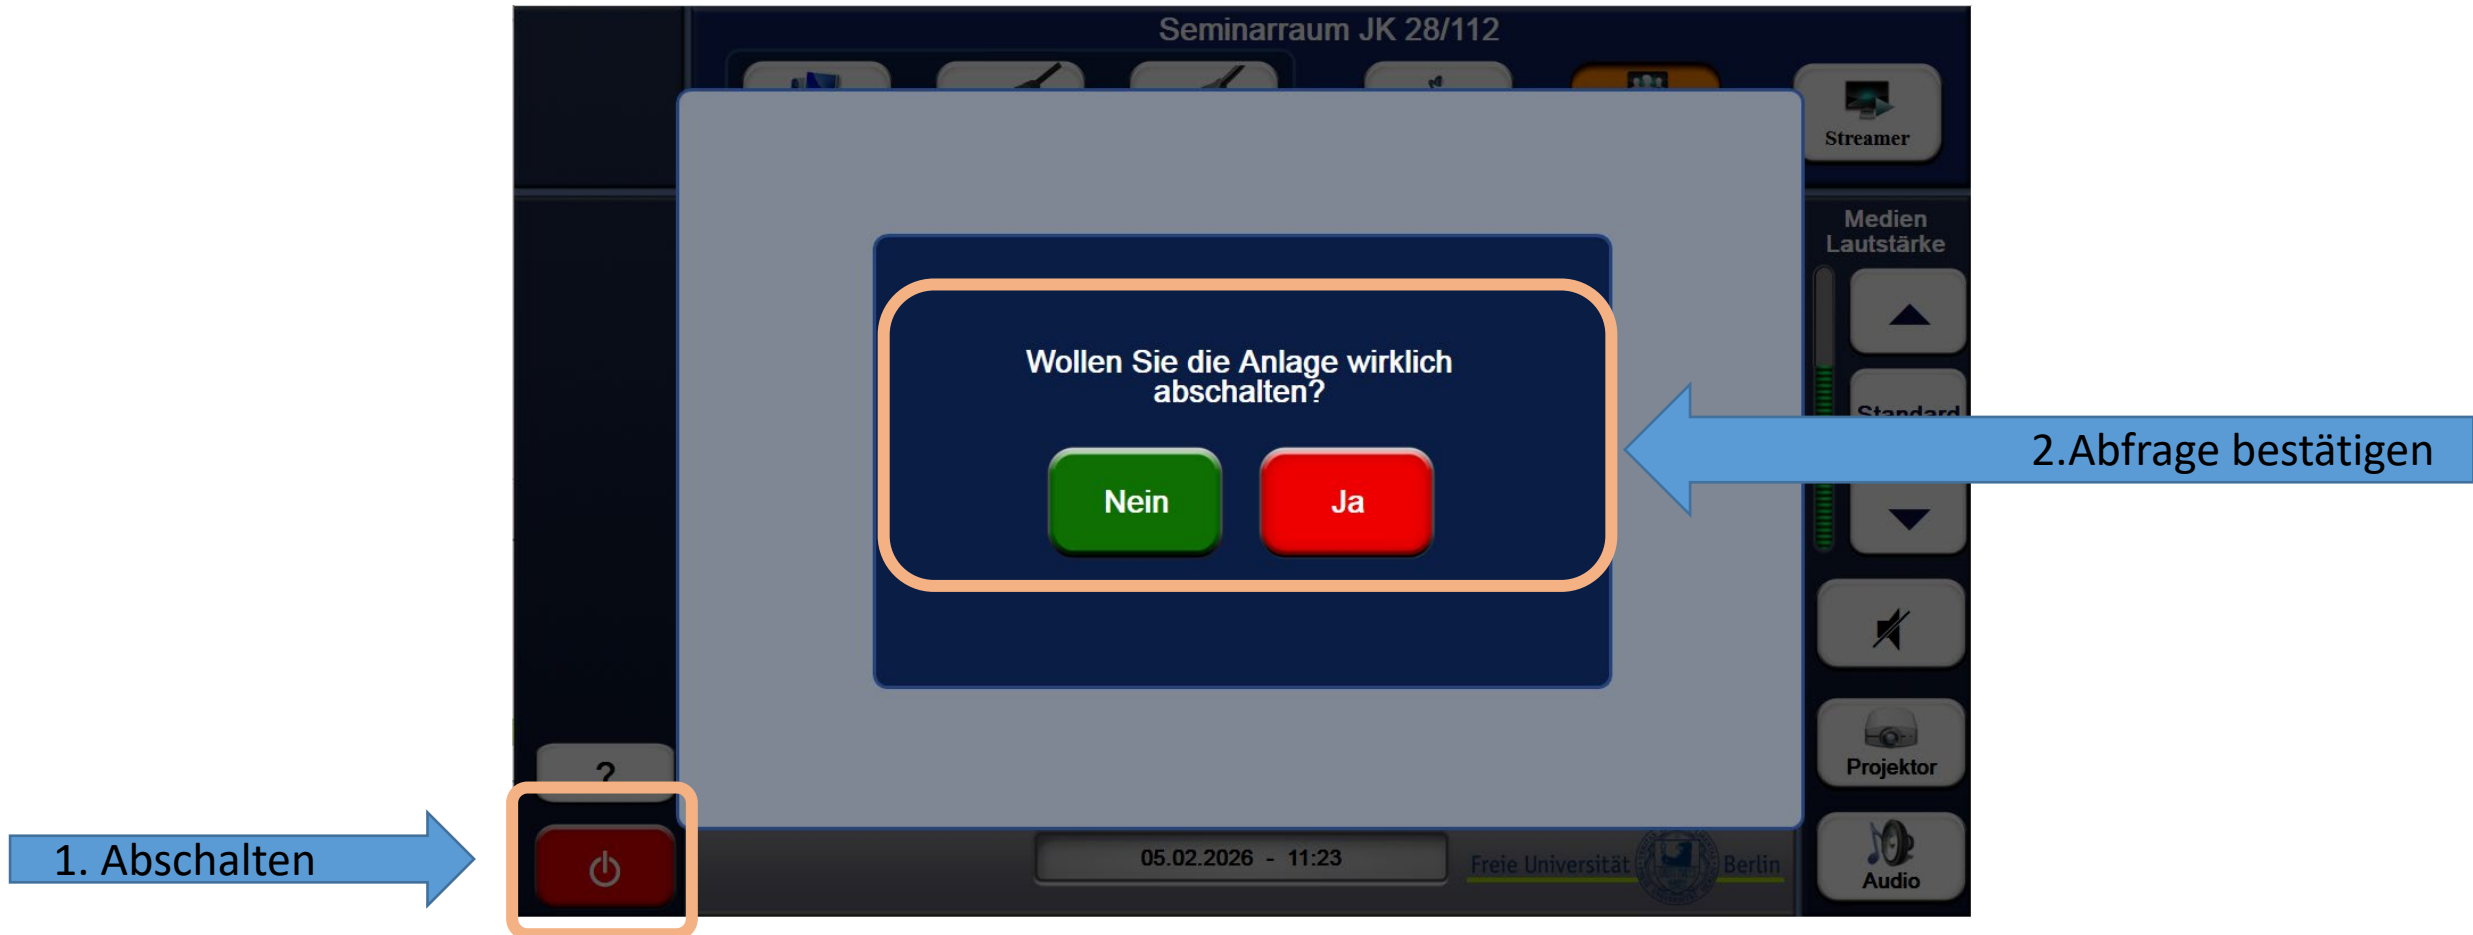 Seminarraum JK 28/112
Streamer
Medien
Lautstärke
Wollen Sie die Anlage wirklich
abschalten?
Standard
2.Abfrage bestätigen
Nein
Ja
?
Projektor
1. Abschalten
05.02.2026 - 11:23
Freie Universität Berlin
Audio